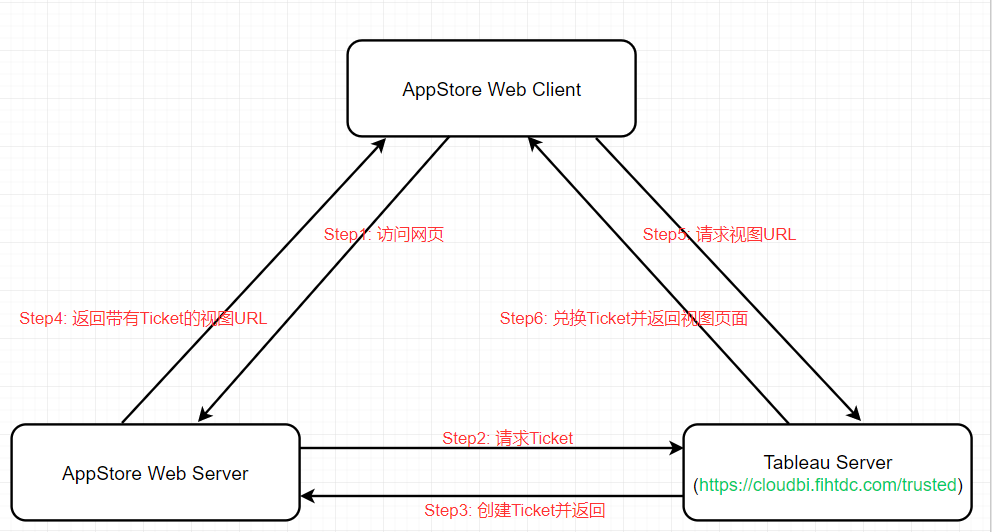 AppStore Web Client
Step1: 访问网页
Step5: 请求视图URL
Step4: 返回带有Ticket的视图URL
Step6: 兑换Ticket并返回视图页面
Step2: 请求Ticket
AppStore Web Server
Tableau Server
(https://cloudbi.fihtdc.com/trusted)
Step3: 创建Ticket并返回